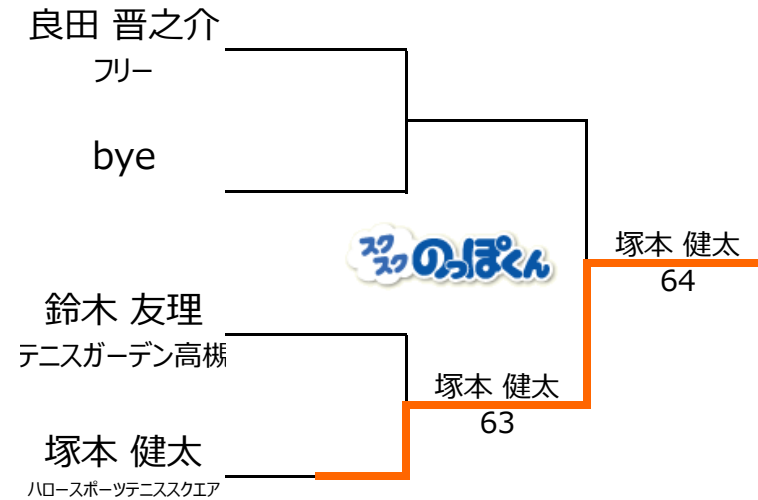 良田 晋之介
フリー
bye
スクスク のっぽくん
塚本 健太
64
鈴木 友理
テニスガーデン高槻
塚本 健太
63
塚本 健太
ハロースポーツテニススクエア